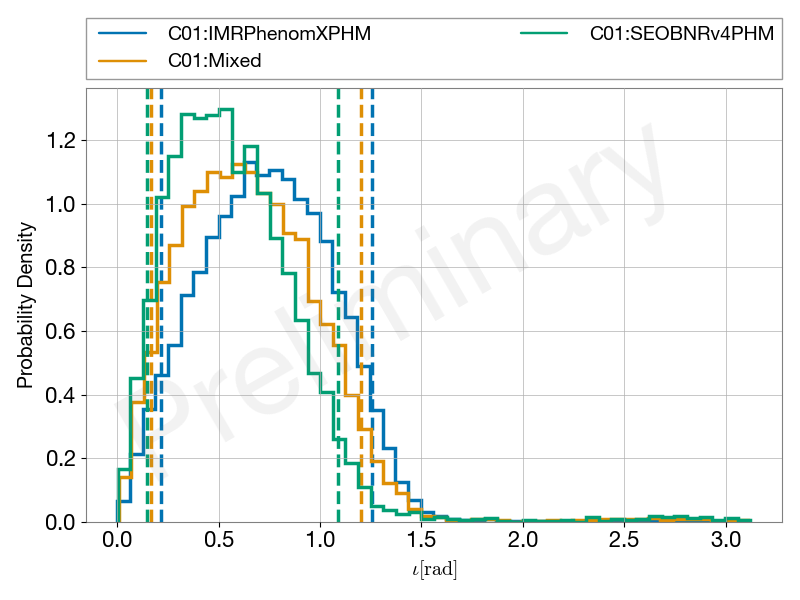 C01:IMRPhenomXPHM
C01:SEOBNRv4PHM
C01:Mixed
1.2
1.0
0.8
0.6
0.4
0.2
0.0
Probability Density
Preliminary
0.0 0.5 1.0 1.5 2.0 2.5 3.0
ι[rad]